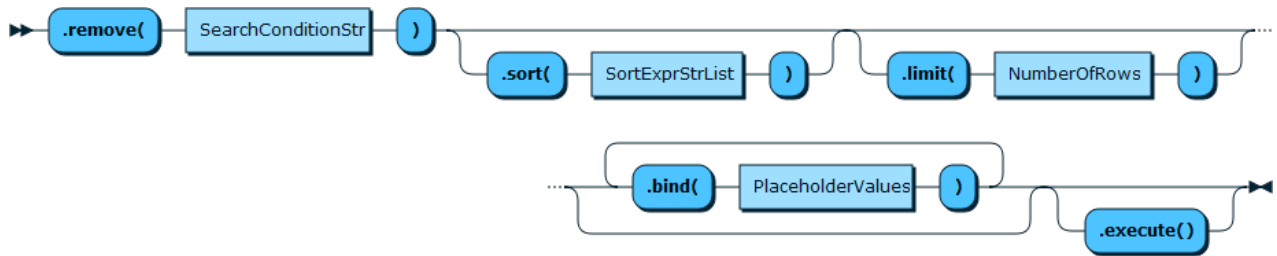 .remove( SearchConditionStr )
.sort( SortExprStrList ) .limit( NumberOfRows )
.bind( PlaceholderValues )
.execute()